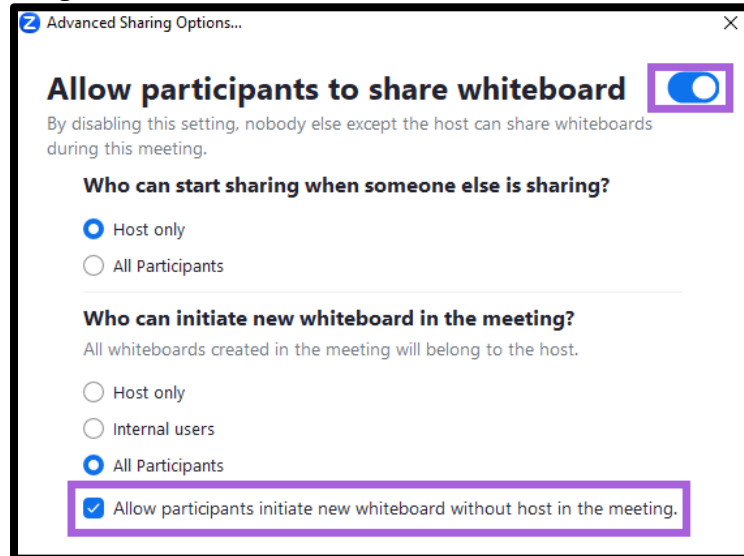 Advanced Sharing Options...
Allow participants to share whiteboard
By disabling this setting, nobody else except the host can share whiteboards
during this meeting.
Who can start sharing when someone else is sharing?
Host only
All Participants
Who can initiate new whiteboard in the meeting?
All whiteboards created in the meeting will belong to the host.
Host only
Internal users
All Participants
Allow participants initiate new whiteboard without host in the meeting.